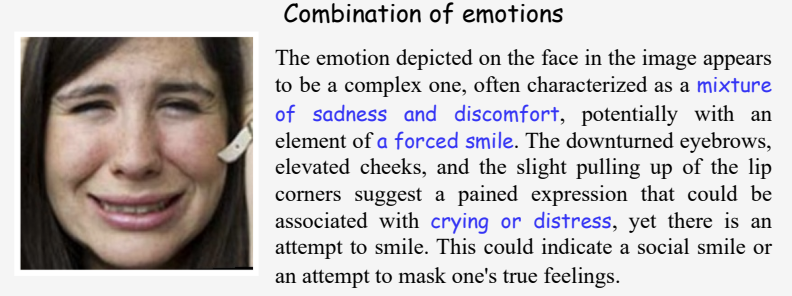 Combination of emotions
The emotion depicted on the face in the image appears
to be a complex one, often characterized as a mixture
of sadness and discomfort, potentially with an
element of a forced smile. The downturned eyebrows,
elevated cheeks, and the slight pulling up of the lip
corners suggest a pained expression that could be
associated with crying or distress, yet there is an
attempt to smile. This could indicate a social smile or
an attempt to mask one's true feelings.